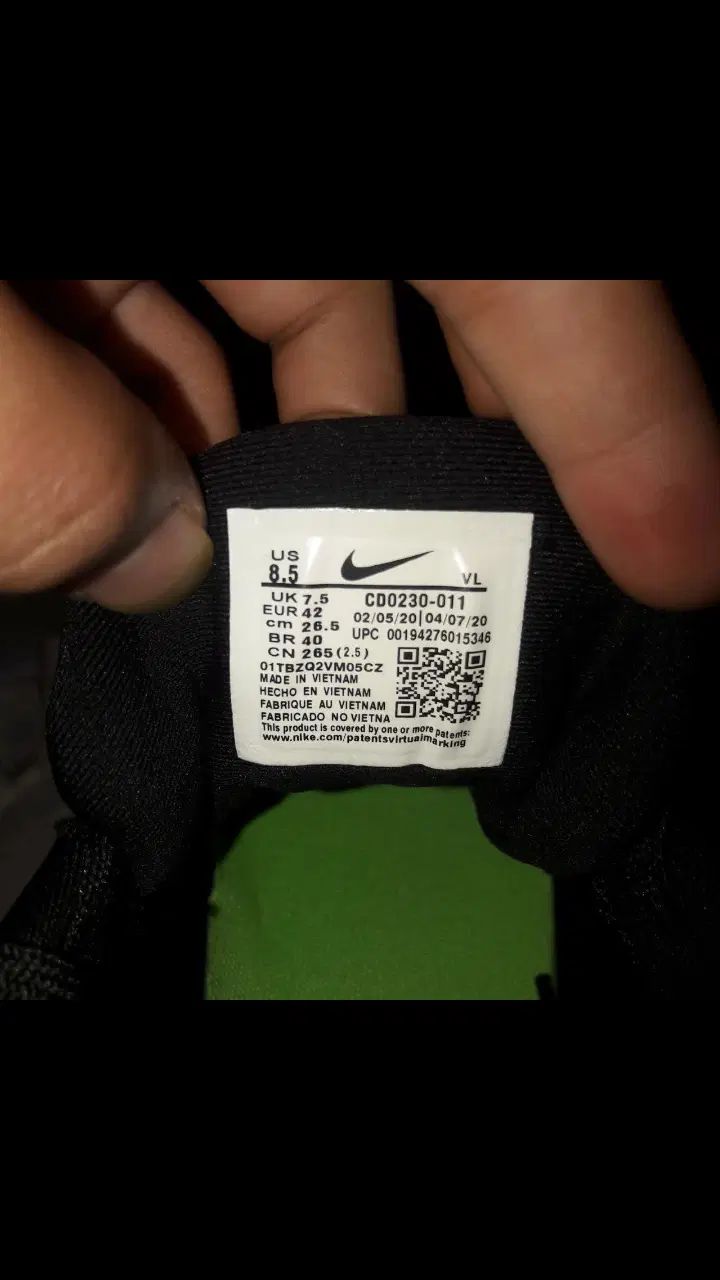 US
8.5
VL
UK 7.5
EUR 42
cm 26.5
BR 40
CN 265 (2.5)
CD0230-011
02/05/20|04/07/20
UPC 00194276015346
01TBZQ2VM05CZ
MADE IN VIETNAM
HECHO EN VIETNAM
FABRIQUE AU VIETNAM
FABRICADO NO VIETNA
This product is covered by one or more patents:
www.nike.com/patentsvirtualmarking